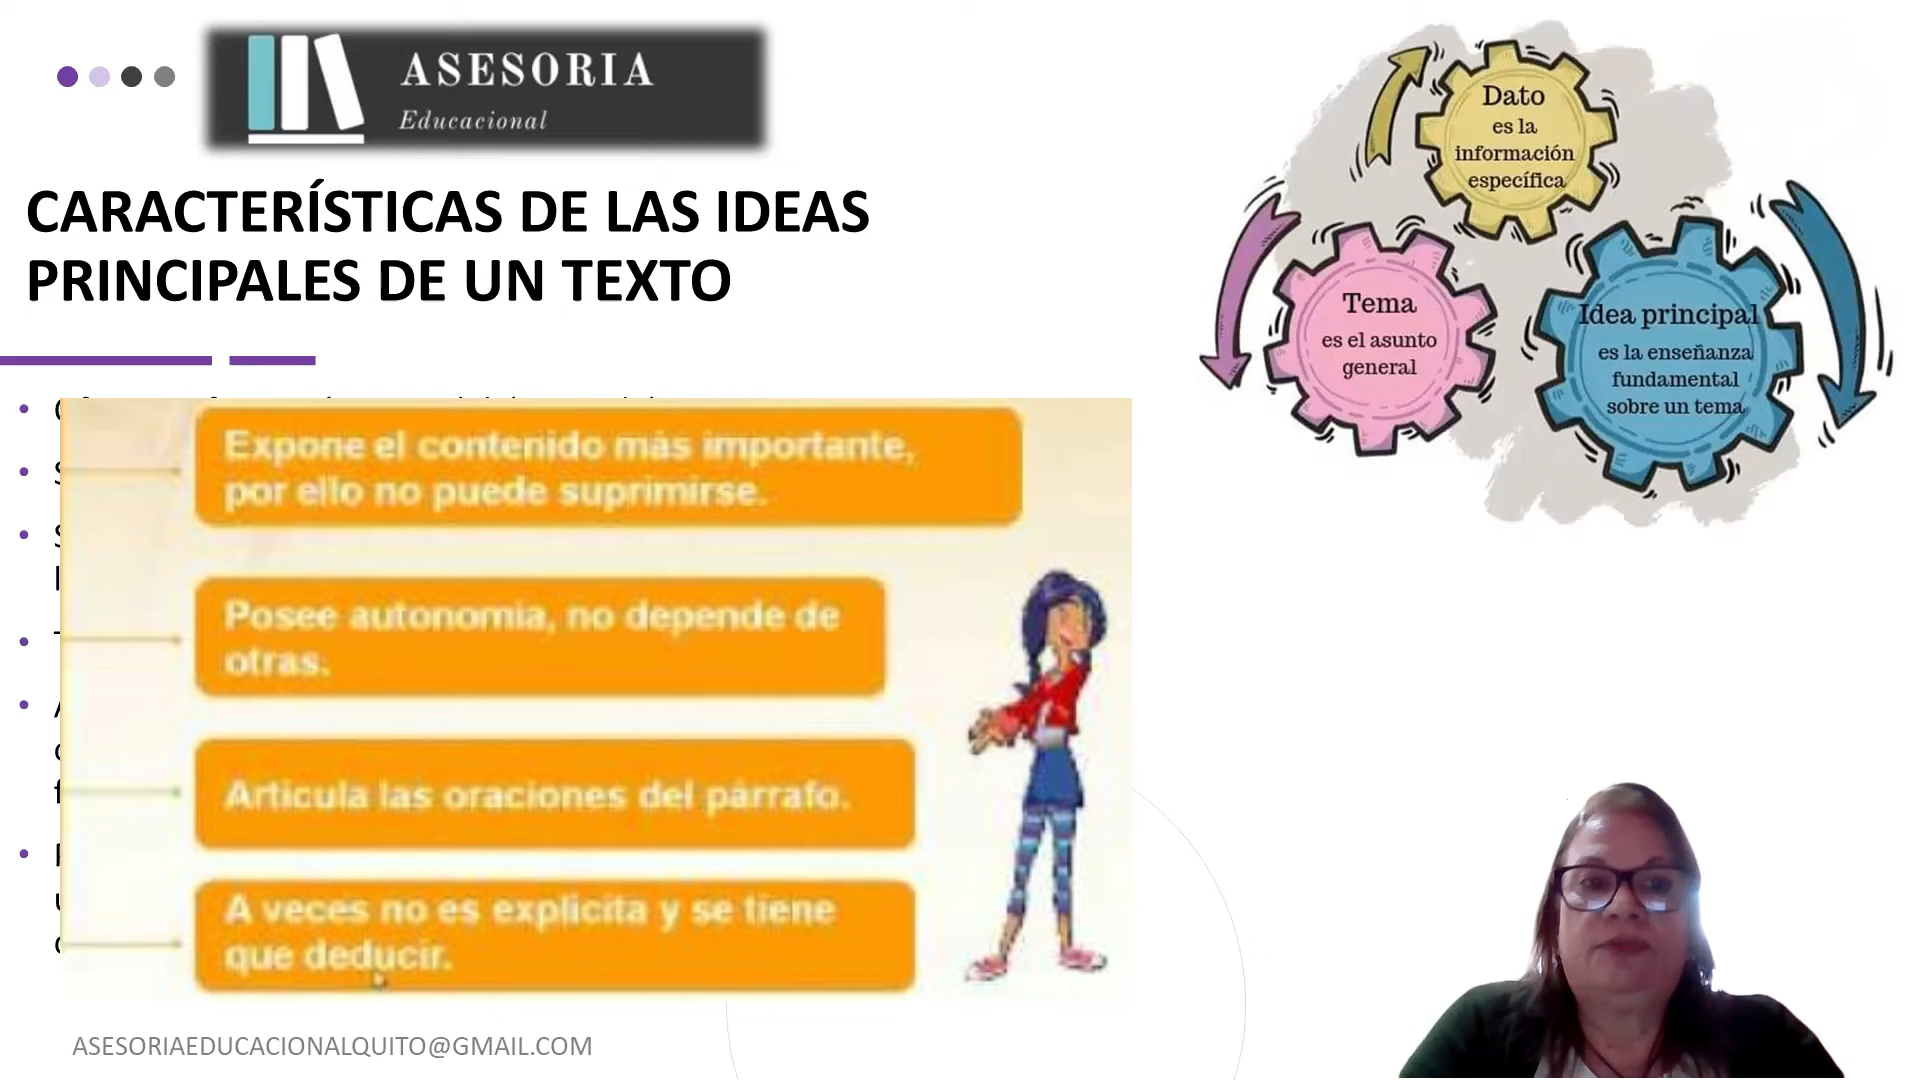 ASESORIA
Educacional
CARACTERÍSTICAS DE LAS IDEAS
PRINCIPALES DE UN TEXTO
Dato
es la
información
específica
Tema
es el asunto
general
Idea principal
es la enseñanza
fundamental
sobre un tema
Expone el contenido más importante,
por ello no puede suprimirse.
Posee autonomía, no depende de
otras.
Articula las oraciones del párrafo.
A veces no es explícita y se tiene
que deducir.
ASESORIAEDUCACIONALQUITO@GMAIL.COM